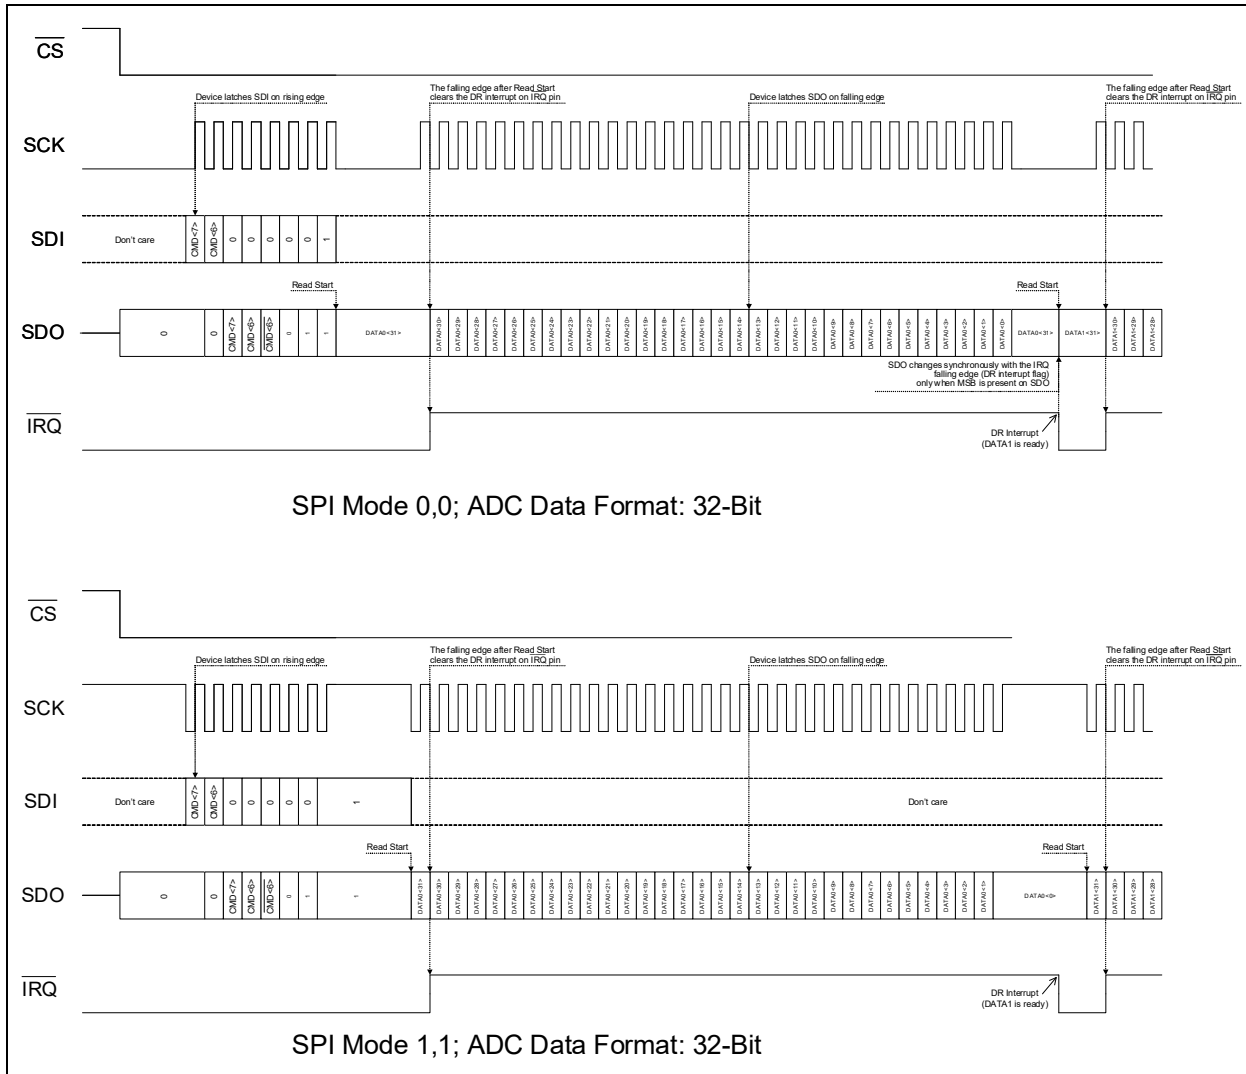 CS
Device latches SDI on rising edge
The falling edge after Read Start
clears the DR interrupt on IRQ pin
Device latches SDO on falling edge
The falling edge after Read Start
clears the DR interrupt on IRQ pin
SCK
SDI
Don't care
CMD<7>
CMD<6>
0
0
0
0
0
1
Read Start
Read Start
SDO
0
0
CMD<7>
CMD<6>
CMD<6>
0
1
1
DATA0<31>
DATA0<30>
DATA0<29>
DATA0<28>
DATA0<27>
DATA0<26>
DATA0<25>
DATA0<24>
DATA0<23>
DATA0<22>
DATA0<21>
DATA0<20>
DATA0<19>
DATA0<18>
DATA0<17>
DATA0<16>
DATA0<15>
DATA0<14>
DATA0<13>
DATA0<12>
DATA0<11>
DATA0<10>
DATA0<9>
DATA0<8>
DATA0<7>
DATA0<6>
DATA0<5>
DATA0<4>
DATA0<3>
DATA0<2>
DATA0<1>
DATA0<0>
DATA0<31>
DATA1<31>
DATA1<30>
DATA1<29>
DATA1<28>
SDO changes synchronously with the IRQ
falling edge (DR interrupt flag)
only when MSB is present on SDO
IRQ
DR Interrupt
(DATA1 is ready)
SPI Mode 0,0; ADC Data Format: 32-Bit
CS
Device latches SDI on rising edge
The falling edge after Read Start
clears the DR interrupt on IRQ pin
Device latches SDO on falling edge
The falling edge after Read Start
clears the DR interrupt on IRQ pin
SCK
SDI
Don't care
CMD<7>
CMD<6>
0
0
0
0
0
1
Don't care
Read Start
Read Start
SDO
0
0
CMD<7>
CMD<6>
CMD<6>
0
1
1
DATA0<31>
DATA0<30>
DATA0<29>
DATA0<28>
DATA0<27>
DATA0<26>
DATA0<25>
DATA0<24>
DATA0<23>
DATA0<22>
DATA0<21>
DATA0<20>
DATA0<19>
DATA0<18>
DATA0<17>
DATA0<16>
DATA0<15>
DATA0<14>
DATA0<13>
DATA0<12>
DATA0<11>
DATA0<10>
DATA0<9>
DATA0<8>
DATA0<7>
DATA0<6>
DATA0<5>
DATA0<4>
DATA0<3>
DATA0<2>
DATA0<1>
DATA0<0>
DATA1<31>
DATA1<30>
DATA1<29>
DATA1<28>
IRQ
DR Interrupt
(DATA1 is ready)
SPI Mode 1,1; ADC Data Format: 32-Bit